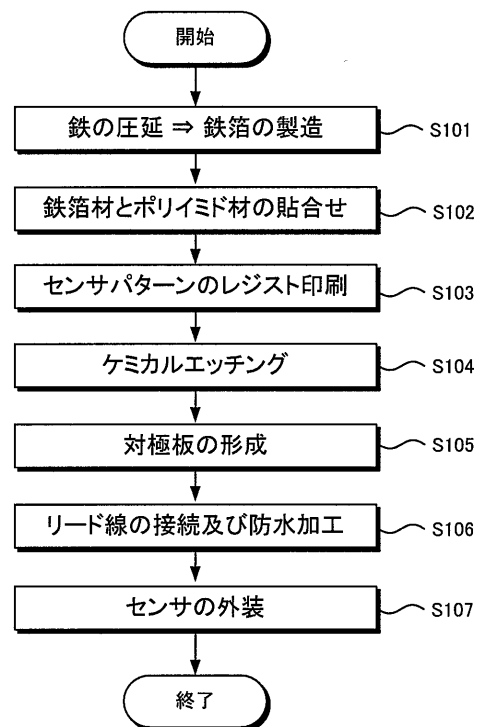 開始
鉄の圧延 ⇒ 鉄箔の製造
S101
鉄箔材とポリイミド材の貼合せ
S102
センサパターンのレジスト印刷
S103
ケミカルエッチング
S104
対極板の形成
S105
リード線の接続及び防水加工
S106
センサの外装
S107
終了